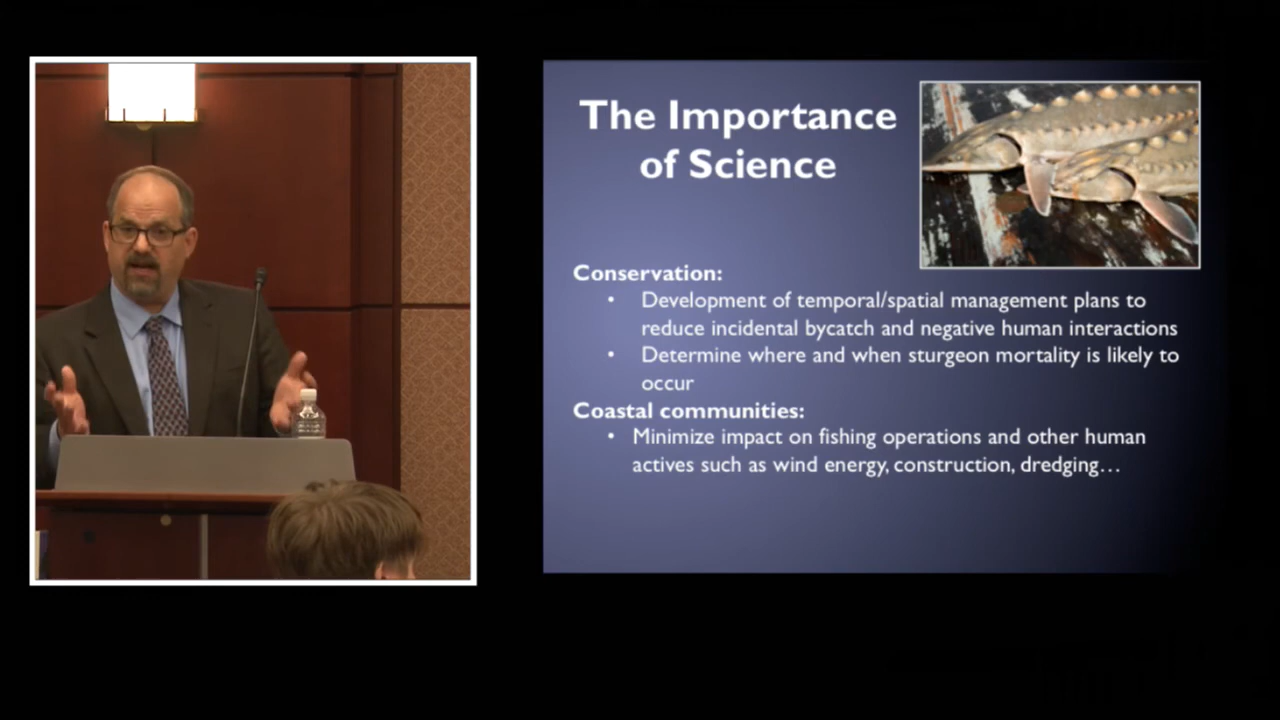 The Importance
of Science
Conservation:
• Development of temporal/spatial management plans to
reduce incidental bycatch and negative human interactions
• Determine where and when sturgeon mortality is likely to
occur
Coastal communities:
• Minimize impact on fishing operations and other human
actives such as wind energy, construction, dredging…